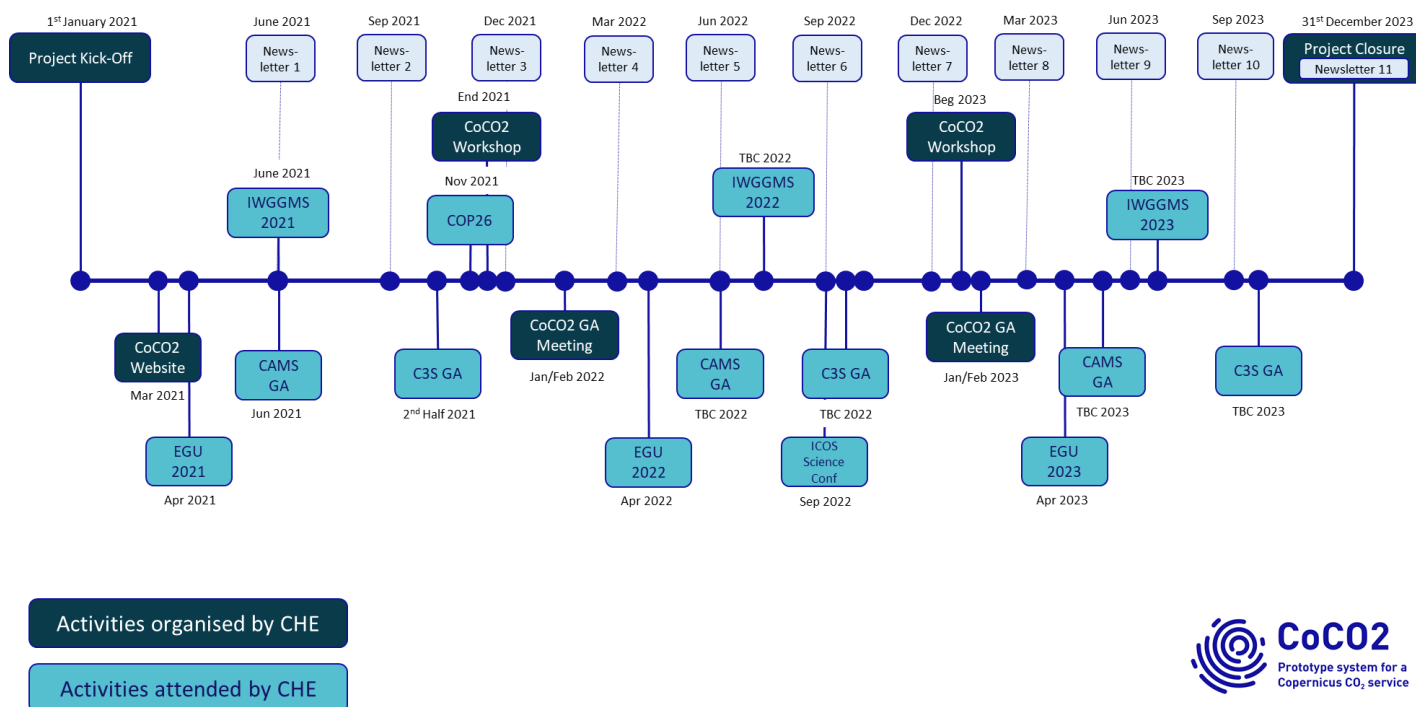 1st January 2021
June 2021
Sep 2021
Dec 2021
Mar 2022
Jun 2022
Sep 2022
Dec 2022
Mar 2023
Jun 2023
Sep 2023
31st December 2023
Project Kick-Off
News-
letter 1
News-
letter 2
News-
letter 3
News-
letter 4
News-
letter 5
News-
letter 6
News-
letter 7
News-
letter 8
News-
letter 9
News-
letter 10
Project Closure
Newsletter 11
End 2021
CoCO2
Workshop
Beg 2023
CoCO2
Workshop
June 2021
IWGGMS
2021
Nov 2021
COP26
TBC 2022
IWGGMS
2022
TBC 2023
IWGGMS
2023
CoCO2
Website
Mar 2021
CAMS
GA
Jun 2021
C3S GA
2nd Half 2021
CoCO2 GA
Meeting
Jan/Feb 2022
CAMS
GA
TBC 2022
C3S GA
TBC 2022
CoCO2 GA
Meeting
Jan/Feb 2023
CAMS
GA
TBC 2023
C3S GA
TBC 2023
EGU
2021
Apr 2021
EGU
2022
Apr 2022
ICOS
Science
Conf
Sep 2022
EGU
2023
Apr 2023
Activities organised by CHE
Activities attended by CHE
CoCO2
Prototype system for a
Copernicus CO₂ service